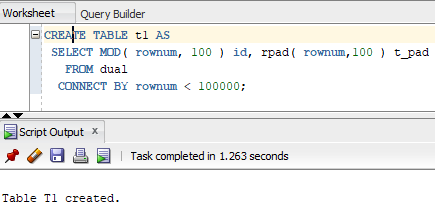 Worksheet Query Builder
CREATE TABLE t1 AS
SELECT MOD( rownum, 100 ) id, rpad( rownum,100 ) t_pad
FROM dual
CONNECT BY rownum < 100000;
Script Output x
Task completed in 1.263 seconds
Table T1 created.